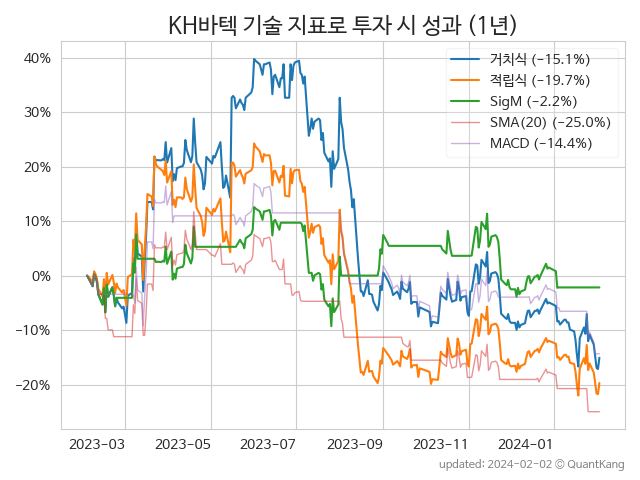 KH바텍 기술 지표로 투자 시 성과 (1년)
거치식 (−15.1%)
적립식 (−19.7%)
SigM (−2.2%)
SMA(20) (−25.0%)
MACD (−14.4%)
40%
30%
20%
10%
0%
−10%
−20%
2023-03 2023-05 2023-07 2023-09 2023-11 2024-01
updated: 2024-02-02 © QuantKang